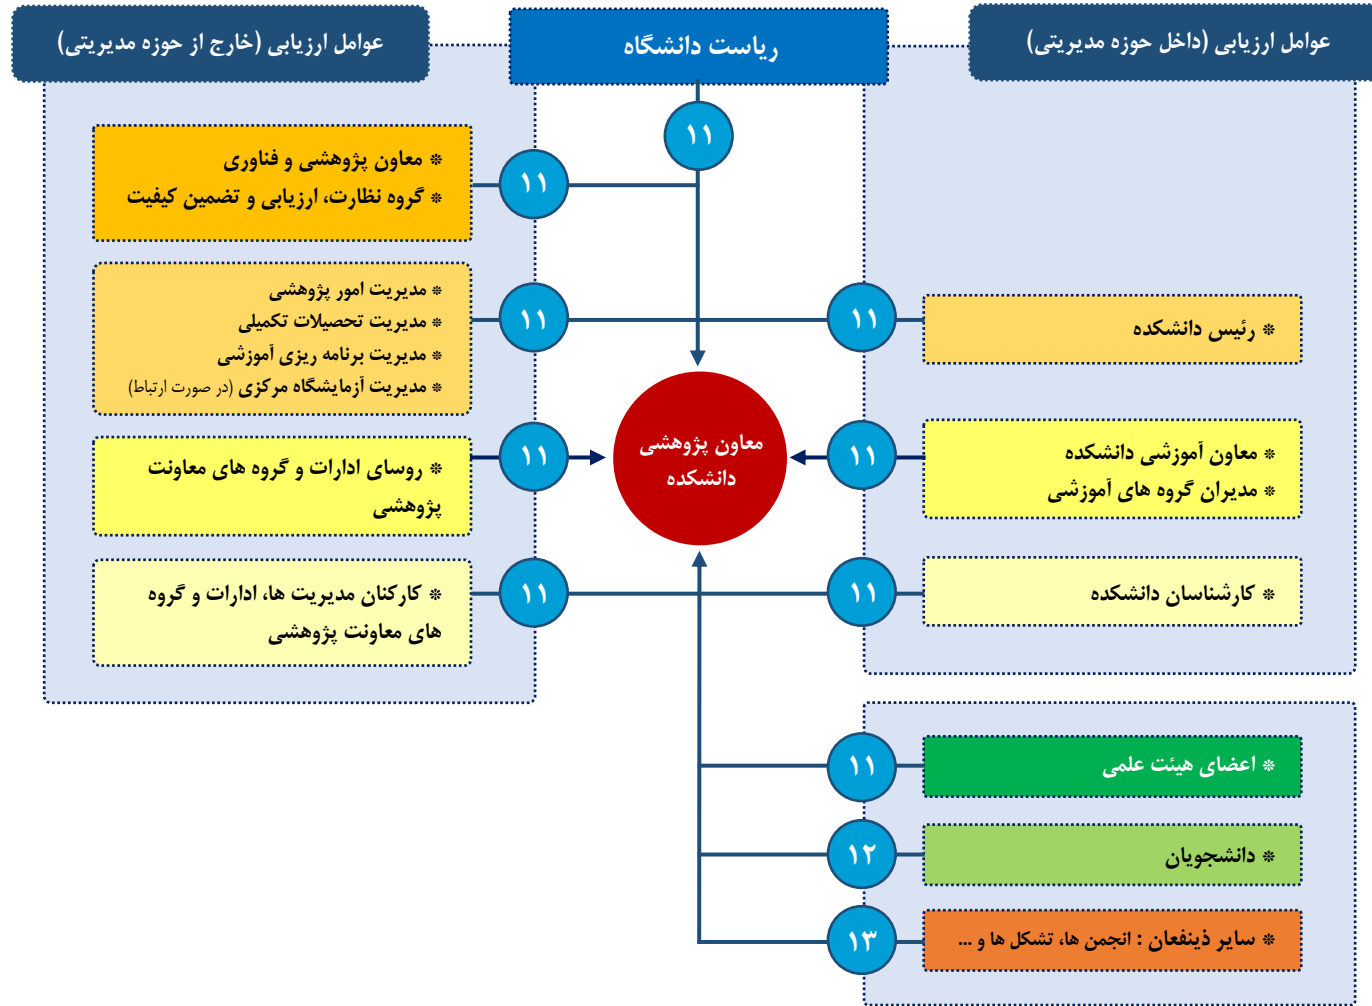 عوامل ارزیابی (داخل حوزه مدیریتی)
ریاست دانشگاه
عوامل ارزیابی (خارج از حوزه مدیریتی)
۱۱
* معاون پژوهشی و فناوری
* گروه نظارت، ارزیابی و تضمین کیفیت
۱۱
* رئیس دانشکده
۱۱
۱۱
* مدیریت امور پژوهشی
* مدیریت تحصیلات تکمیلی
* مدیریت برنامه ریزی آموزشی
* مدیریت آزمایشگاه مرکزی (در صورت ارتباط)
* معاون آموزشی دانشکده
* مدیران گروه های آموزشی
۱۱
معاون پژوهشی
دانشکده
۱۱
* روسای ادارات و گروه های معاونت
پژوهشی
* کارشناسان دانشکده
۱۱
۱۱
* کارکنان مدیریت ها، ادارات و گروه
های معاونت پژوهشی
* اعضای هیئت علمی
۱۱
* دانشجویان
۱۲
* سایر ذینفعان : انجمن ها، تشکل ها و ...
۱۳